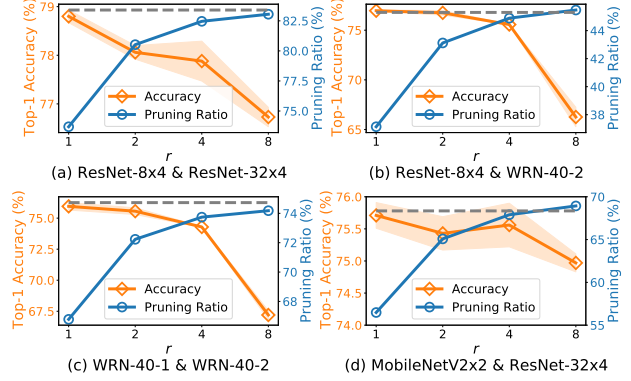 Top-1 Accuracy (%)
79
78
77
82.5
80.0
77.5
75.0
Pruning Ratio (%)
Accuracy
Pruning Ratio
1 2 4 8
r
(a) ResNet-8x4 & ResNet-32x4
Top-1 Accuracy (%)
75
70
65
44
42
40
38
Pruning Ratio (%)
Accuracy
Pruning Ratio
1 2 4 8
r
(b) ResNet-8x4 & WRN-40-2
Top-1 Accuracy (%)
75.0
72.5
70.0
67.5
74
72
70
68
Pruning Ratio (%)
Accuracy
Pruning Ratio
1 2 4 8
r
(c) WRN-40-1 & WRN-40-2
Top-1 Accuracy (%)
76.0
75.5
75.0
74.5
74.0
70
65
60
55
Pruning Ratio (%)
Accuracy
Pruning Ratio
1 2 4 8
r
(d) MobileNetV2x2 & ResNet-32x4